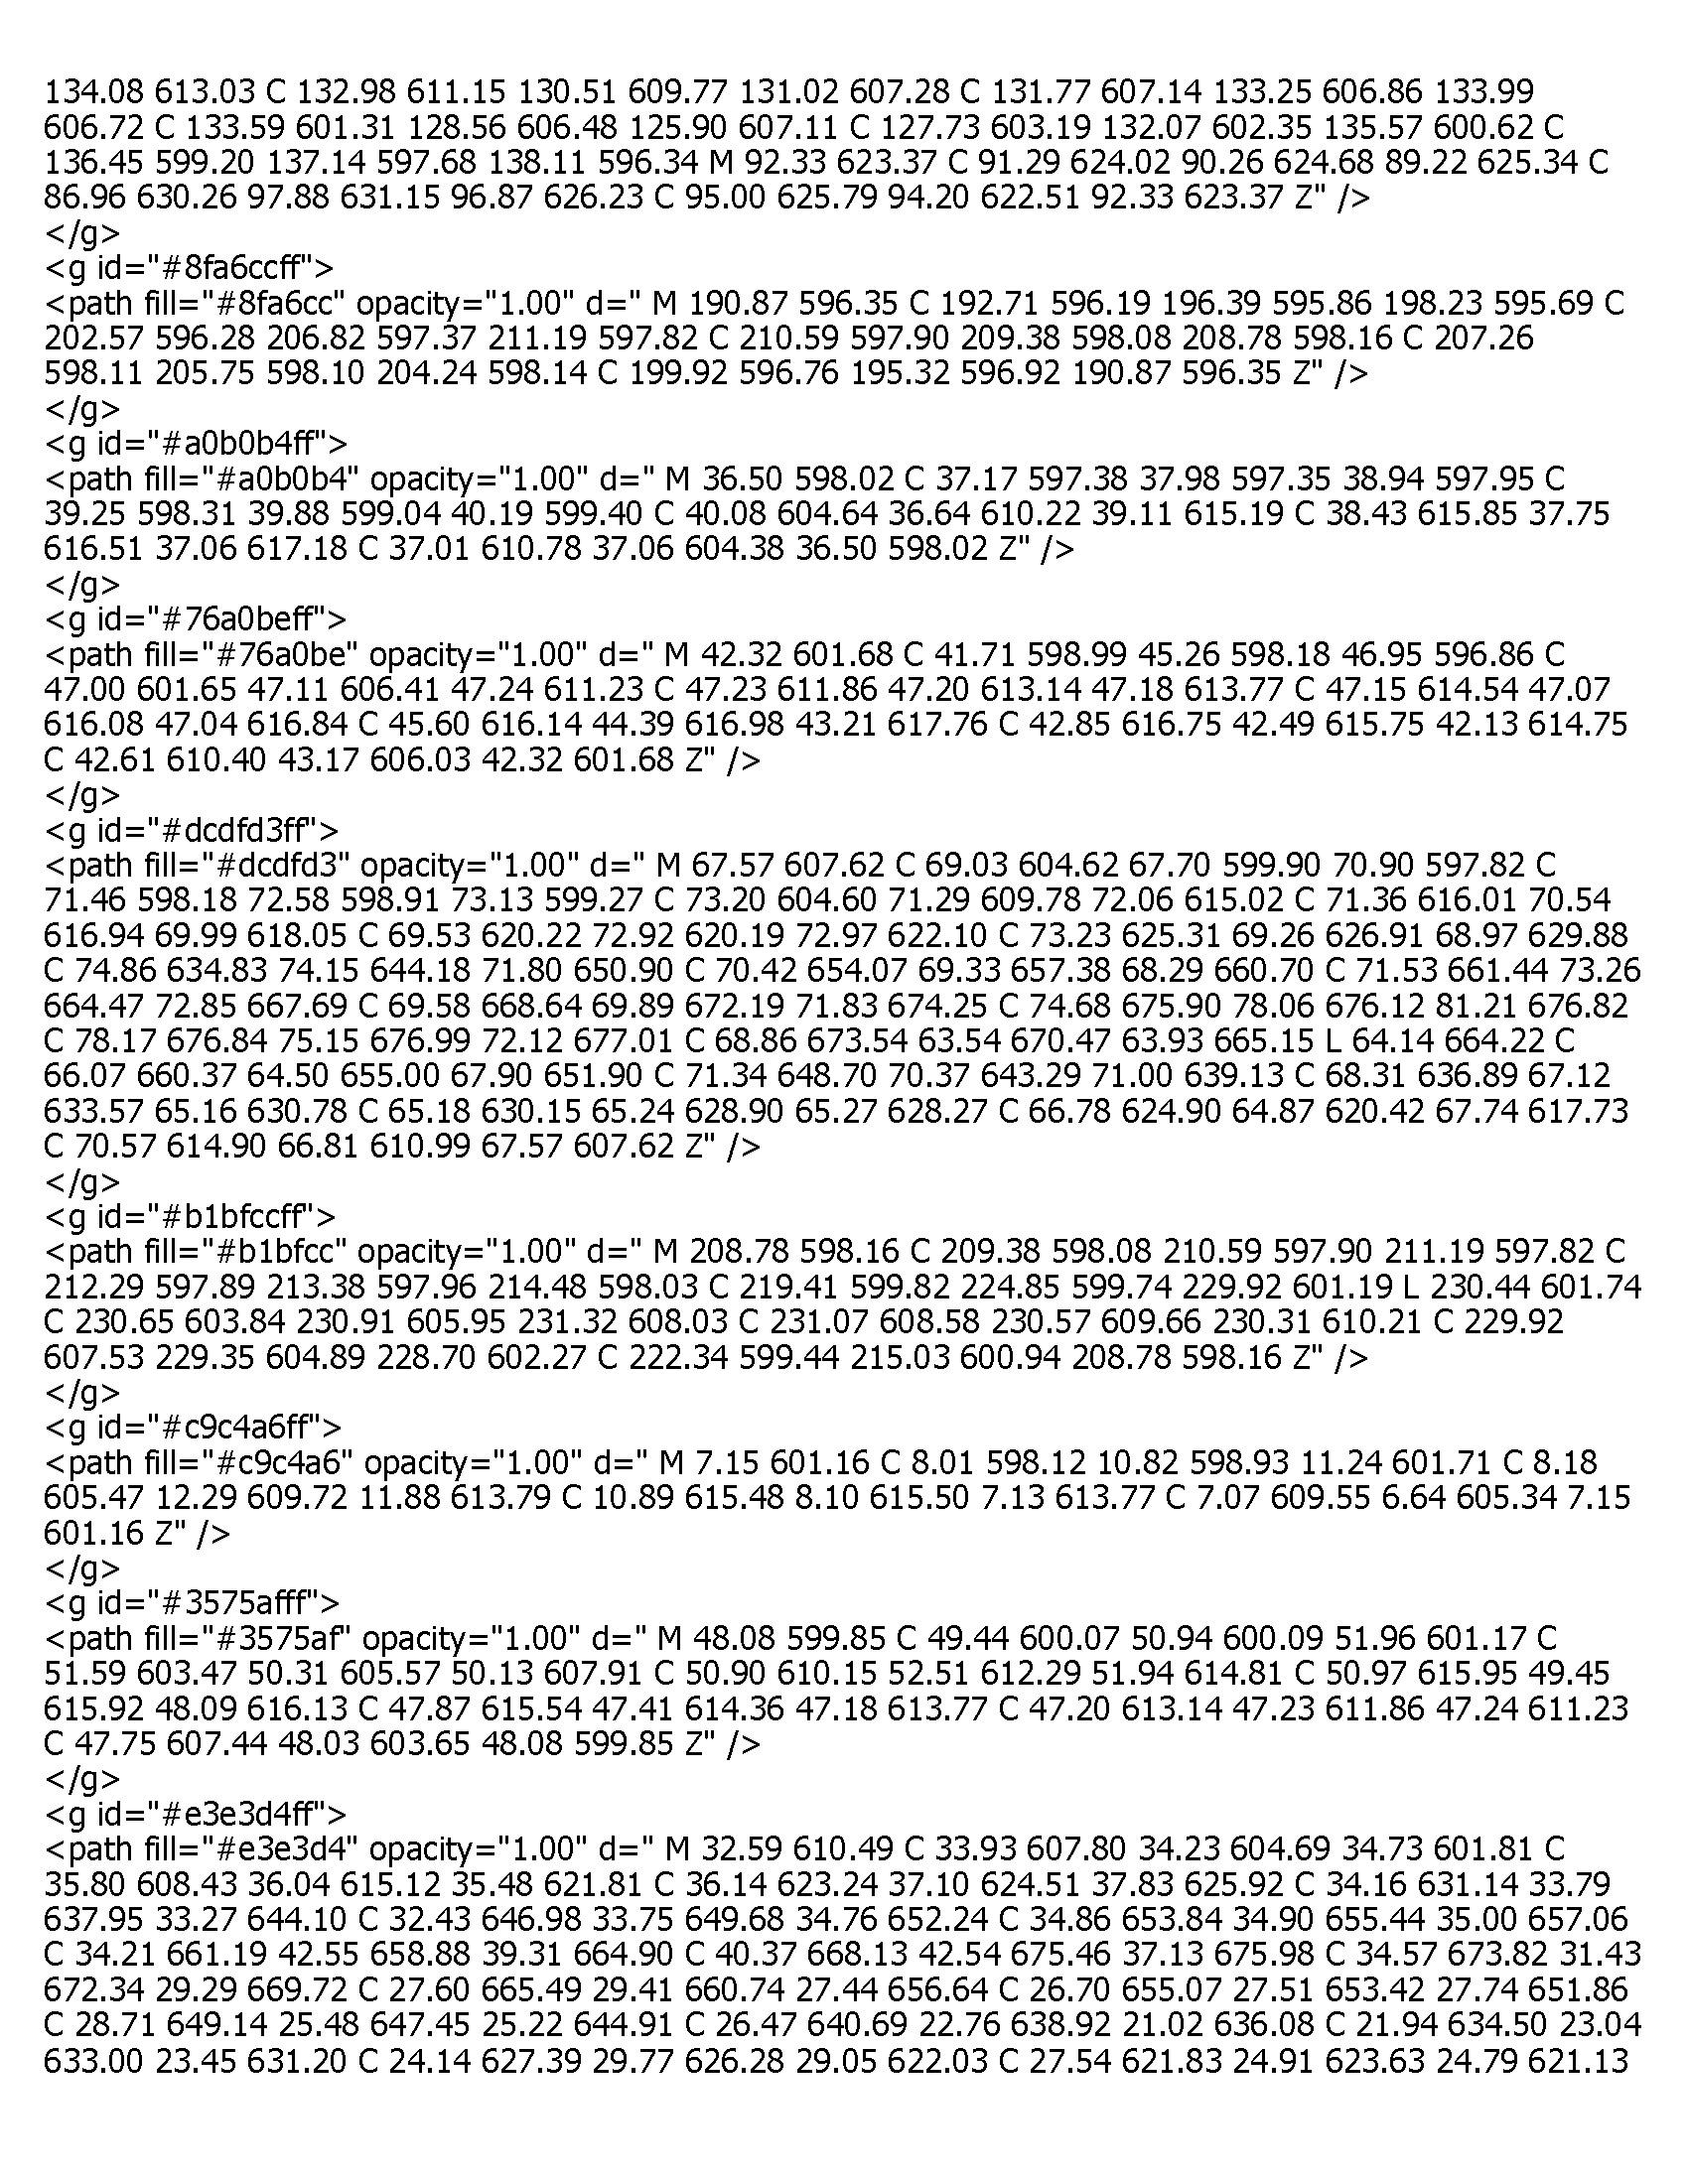 134.08 613.03 C 132.98 611.15 130.51 609.77 131.02 607.28 C 131.77 607.14 133.25 606.86 133.99
606.72 C 133.59 601.31 128.56 606.48 125.90 607.11 C 127.73 603.19 132.07 602.35 135.57 600.62 C
136.45 599.20 137.14 597.68 138.11 596.34 M 92.33 623.37 C 91.29 624.02 90.26 624.68 89.22 625.34 C
86.96 630.26 97.88 631.15 96.87 626.23 C 95.00 625.79 94.20 622.51 92.33 623.37 Z" />
</g>
<g id="#8fa6ccff">
<path fill="#8fa6cc" opacity="1.00" d=" M 190.87 596.35 C 192.71 596.19 196.39 595.86 198.23 595.69 C
202.57 596.28 206.82 597.37 211.19 597.82 C 210.59 597.90 209.38 598.08 208.78 598.16 C 207.26
598.11 205.75 598.10 204.24 598.14 C 199.92 596.76 195.32 596.92 190.87 596.35 Z" />
</g>
<g id="#a0b0b4ff">
<path fill="#a0b0b4" opacity="1.00" d=" M 36.50 598.02 C 37.17 597.38 37.98 597.35 38.94 597.95 C
39.25 598.31 39.88 599.04 40.19 599.40 C 40.08 604.64 36.64 610.22 39.11 615.19 C 38.43 615.85 37.75
616.51 37.06 617.18 C 37.01 610.78 37.06 604.38 36.50 598.02 Z" />
</g>
<g id="#76a0beff">
<path fill="#76a0be" opacity="1.00" d=" M 42.32 601.68 C 41.71 598.99 45.26 598.18 46.95 596.86 C
47.00 601.65 47.11 606.41 47.24 611.23 C 47.23 611.86 47.20 613.14 47.18 613.77 C 47.15 614.54 47.07
616.08 47.04 616.84 C 45.60 616.14 44.39 616.98 43.21 617.76 C 42.85 616.75 42.49 615.75 42.13 614.75
C 42.61 610.40 43.17 606.03 42.32 601.68 Z" />
</g>
<g id="#dcdfd3ff">
<path fill="#dcdfd3" opacity="1.00" d=" M 67.57 607.62 C 69.03 604.62 67.70 599.90 70.90 597.82 C
71.46 598.18 72.58 598.91 73.13 599.27 C 73.20 604.60 71.29 609.78 72.06 615.02 C 71.36 616.01 70.54
616.94 69.99 618.05 C 69.53 620.22 72.92 620.19 72.97 622.10 C 73.23 625.31 69.26 626.91 68.97 629.88
C 74.86 634.83 74.15 644.18 71.80 650.90 C 70.42 654.07 69.33 657.38 68.29 660.70 C 71.53 661.44 73.26
664.47 72.85 667.69 C 69.58 668.64 69.89 672.19 71.83 674.25 C 74.68 675.90 78.06 676.12 81.21 676.82
C 78.17 676.84 75.15 676.99 72.12 677.01 C 68.86 673.54 63.54 670.47 63.93 665.15 L 64.14 664.22 C
66.07 660.37 64.50 655.00 67.90 651.90 C 71.34 648.70 70.37 643.29 71.00 639.13 C 68.31 636.89 67.12
633.57 65.16 630.78 C 65.18 630.15 65.24 628.90 65.27 628.27 C 66.78 624.90 64.87 620.42 67.74 617.73
C 70.57 614.90 66.81 610.99 67.57 607.62 Z" />
</g>
<g id="#b1bfccff">
<path fill="#b1bfcc" opacity="1.00" d=" M 208.78 598.16 C 209.38 598.08 210.59 597.90 211.19 597.82 C
212.29 597.89 213.38 597.96 214.48 598.03 C 219.41 599.82 224.85 599.74 229.92 601.19 L 230.44 601.74
C 230.65 603.84 230.91 605.95 231.32 608.03 C 231.07 608.58 230.57 609.66 230.31 610.21 C 229.92
607.53 229.35 604.89 228.70 602.27 C 222.34 599.44 215.03 600.94 208.78 598.16 Z" />
</g>
<g id="#c9c4a6ff">
<path fill="#c9c4a6" opacity="1.00" d=" M 7.15 601.16 C 8.01 598.12 10.82 598.93 11.24 601.71 C 8.18
605.47 12.29 609.72 11.88 613.79 C 10.89 615.48 8.10 615.50 7.13 613.77 C 7.07 609.55 6.64 605.34 7.15
601.16 Z" />
</g>
<g id="#3575afff">
<path fill="#3575af" opacity="1.00" d=" M 48.08 599.85 C 49.44 600.07 50.94 600.09 51.96 601.17 C
51.59 603.47 50.31 605.57 50.13 607.91 C 50.90 610.15 52.51 612.29 51.94 614.81 C 50.97 615.95 49.45
615.92 48.09 616.13 C 47.87 615.54 47.41 614.36 47.18 613.77 C 47.20 613.14 47.23 611.86 47.24 611.23
C 47.75 607.44 48.03 603.65 48.08 599.85 Z" />
</g>
<g id="#e3e3d4ff">
<path fill="#e3e3d4" opacity="1.00" d=" M 32.59 610.49 C 33.93 607.80 34.23 604.69 34.73 601.81 C
35.80 608.43 36.04 615.12 35.48 621.81 C 36.14 623.24 37.10 624.51 37.83 625.92 C 34.16 631.14 33.79
637.95 33.27 644.10 C 32.43 646.98 33.75 649.68 34.76 652.24 C 34.86 653.84 34.90 655.44 35.00 657.06
C 34.21 661.19 42.55 658.88 39.31 664.90 C 40.37 668.13 42.54 675.46 37.13 675.98 C 34.57 673.82 31.43
672.34 29.29 669.72 C 27.60 665.49 29.41 660.74 27.44 656.64 C 26.70 655.07 27.51 653.42 27.74 651.86
C 28.71 649.14 25.48 647.45 25.22 644.91 C 26.47 640.69 22.76 638.92 21.02 636.08 C 21.94 634.50 23.04
633.00 23.45 631.20 C 24.14 627.39 29.77 626.28 29.05 622.03 C 27.54 621.83 24.91 623.63 24.79 621.13